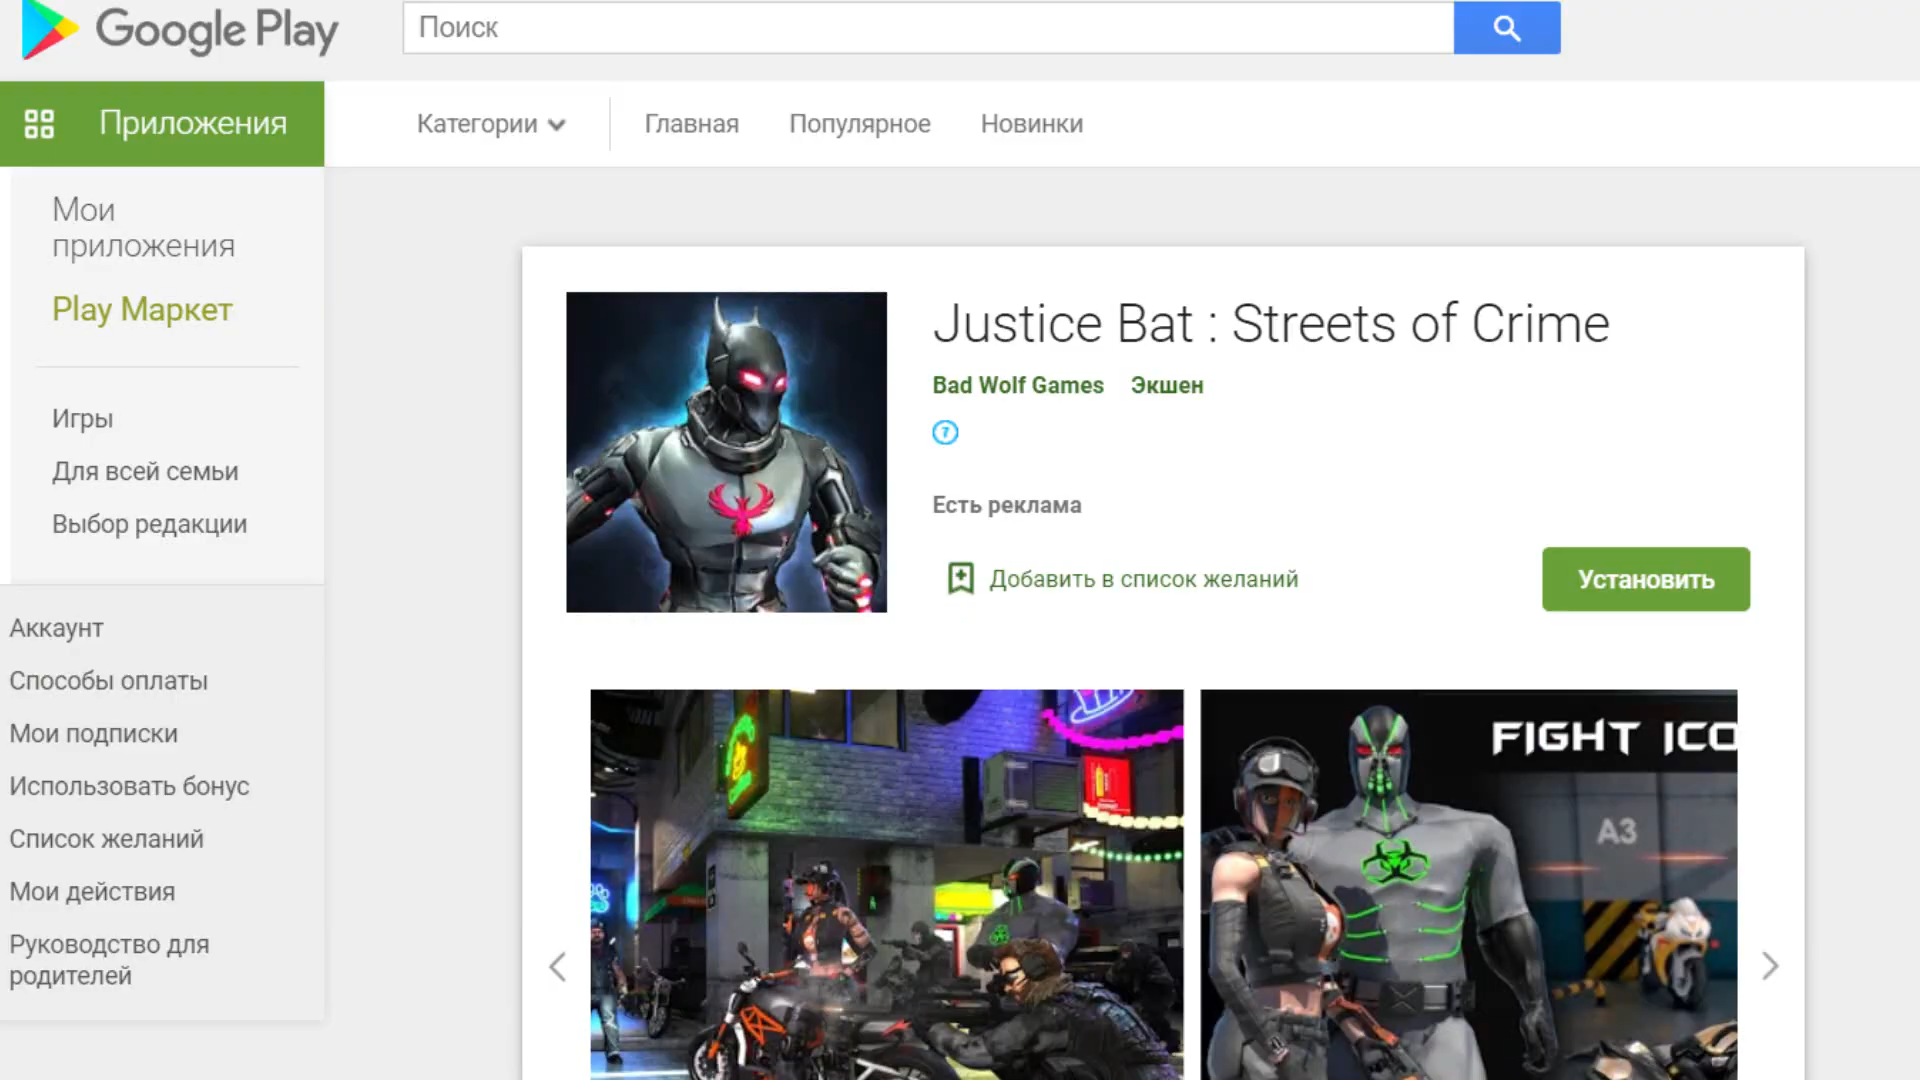 Google Play
Поиск
Приложения
Категории
Главная
Популярное
Новинки
Мои
приложения
Play Маркет
Игры
Для всей семьи
Выбор редакции
Аккаунт
Способы оплаты
Мои подписки
Использовать бонус
Список желаний
Мои действия
Руководство для
родителей
Justice Bat : Streets of Crime
Bad Wolf Games Экшен
7
Есть реклама
Добавить в список желаний
Установить
FIGHT ICO
A3